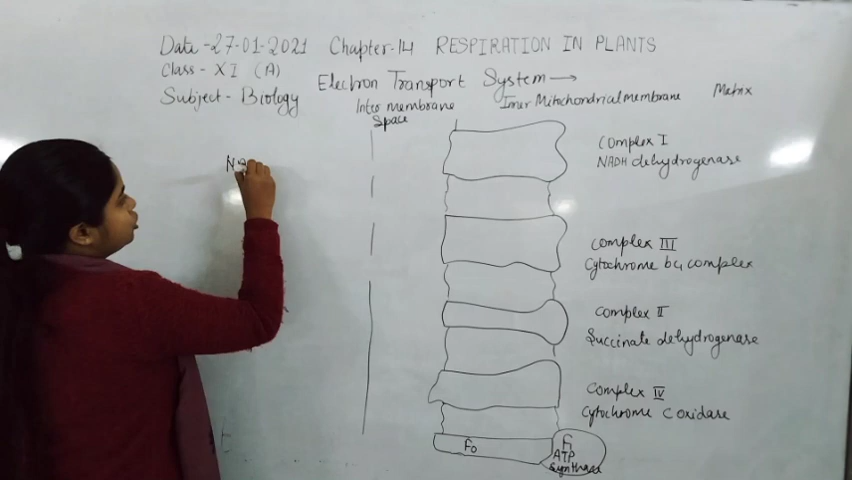 Date -27-01-2021 Chapter-14 RESPIRATION IN PLANTS
Class - XI (A)
Electron Transport System →
Subject - Biology
Inter membrane
Space
Inner Mitochondrial membrane
Matrix
Complex I
NADH dehydrogenase
Complex III
Cytochrome bc1 complex
Complex II
Succinate dehydrogenase
Complex IV
Cytochrome C oxidase
F0
F1
ATP
Synthase